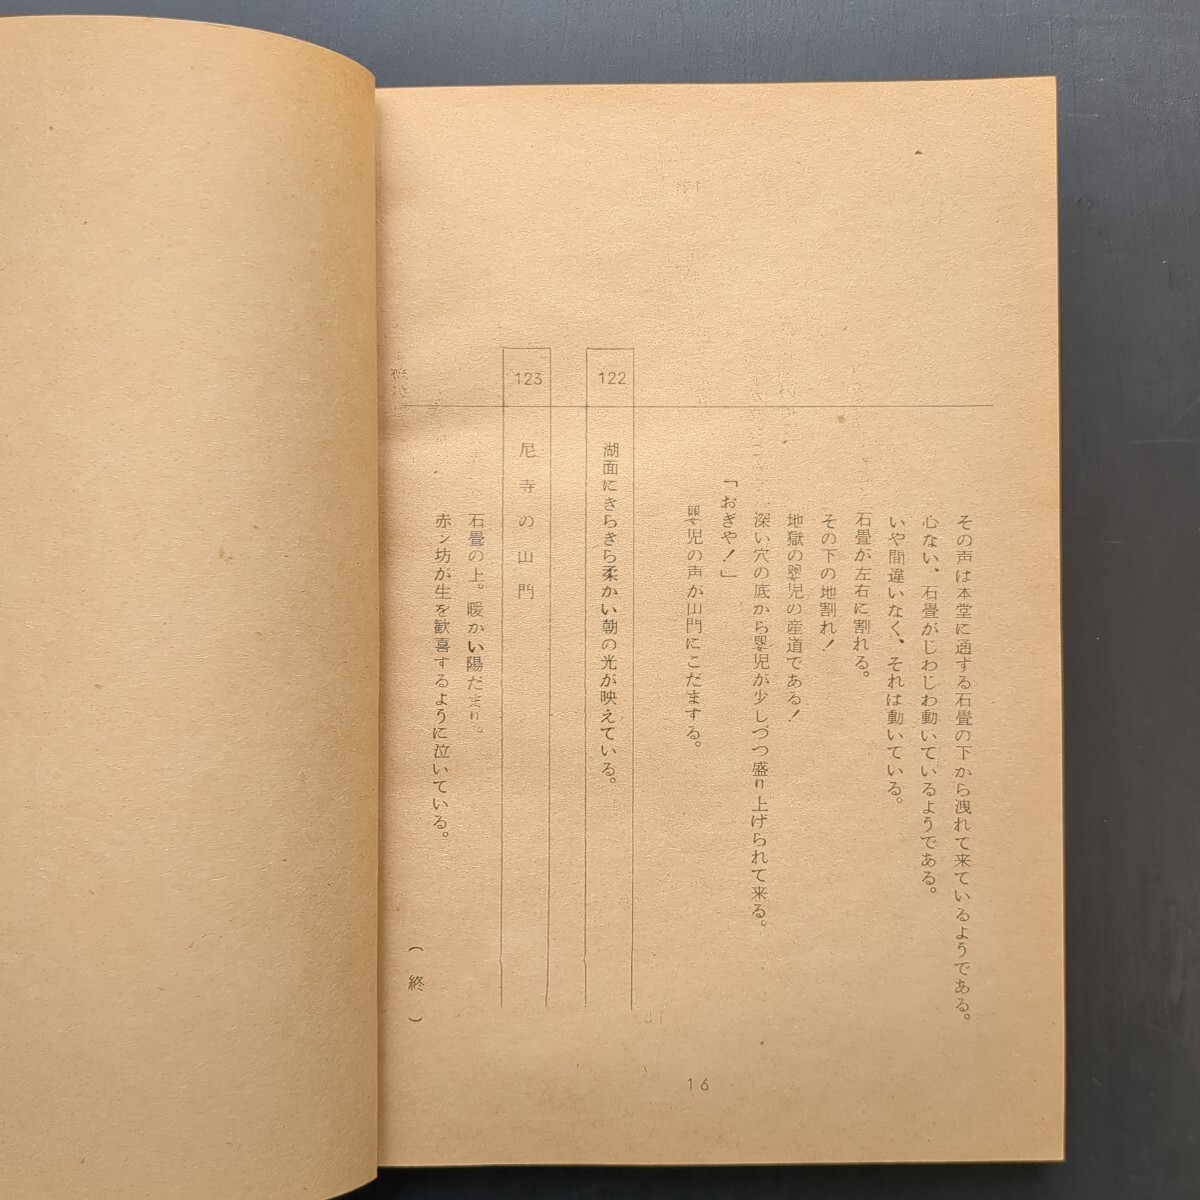 その声は本堂に通する石畳の下から洩れて来ているようである。
心ない、石畳がじわじわ動いているようである。
いや間違いなく、それは動いている。
石畳が左右に割れる。
その下の地割れ!
地獄の嬰児の産道である!
深い穴の底から嬰児が少しづつ盛り上げられて来る。
「おぎや!」
嬰児の声が山門にこだまする。
122
湖面にきらきら柔かい朝の光が映えている。
123
尼寺の山門
石畳の上。暖かい陽だまり。
赤ン坊が生を歓喜するように泣いている。
(終)
16